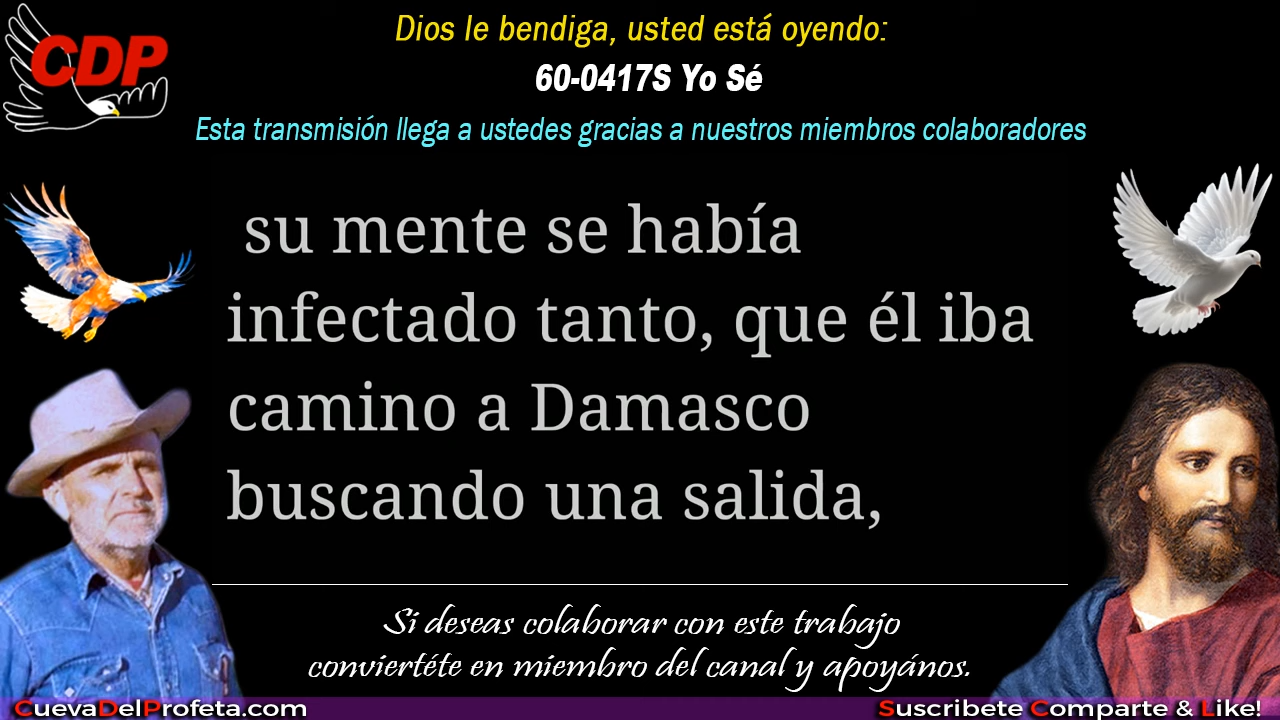 CDP
Dios le bendiga, usted está oyendo:
60-0417S Yo Sé
Esta transmisión llega a ustedes gracias a nuestros miembros colaboradores
su mente se había
infectado tanto, que él iba
camino a Damasco
buscando una salida,
Si deseas colaborar con este trabajo
conviertéte en miembro del canal y apoyános.
CuevaDelProfeta.com
Suscribete Comparte & Like!